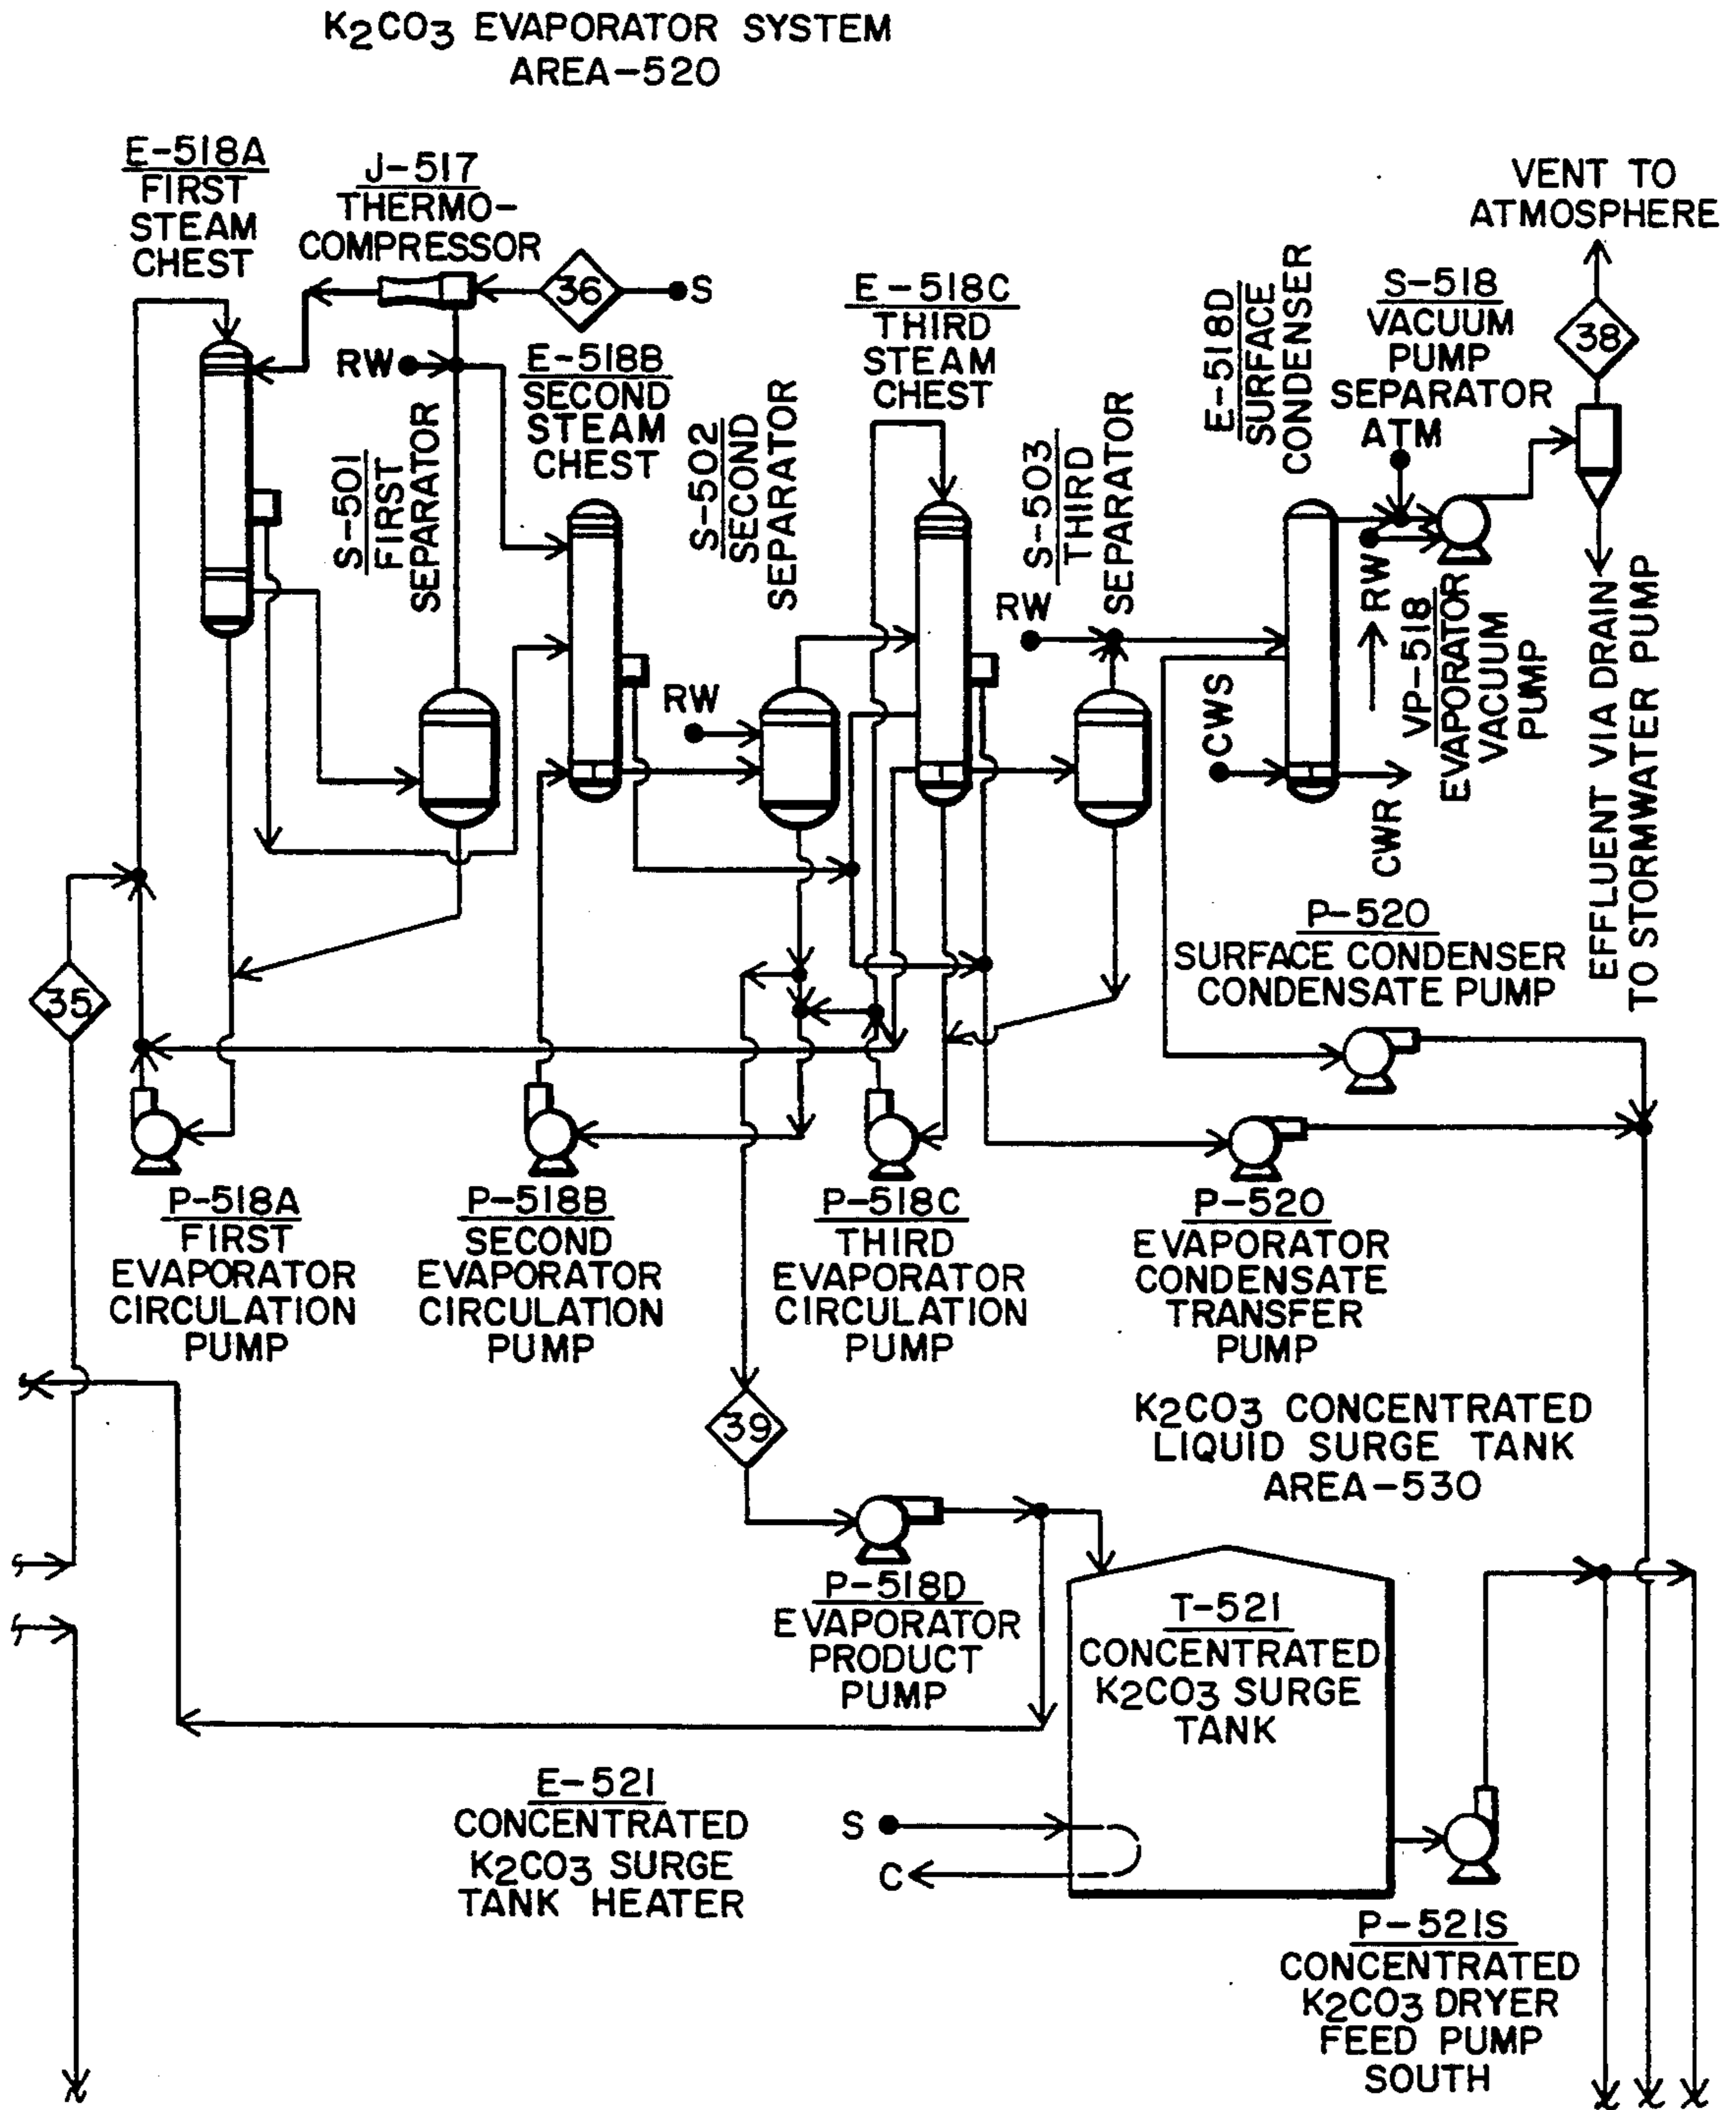 K2CO3 EVAPORATOR SYSTEM
AREA-520
E-518A
FIRST
STEAM
CHEST
J-517
THERMO-
COMPRESSOR
36
S
RW
E-518B
SECOND
STEAM
CHEST
S-501
FIRST
SEPARATOR
S-502
SECOND
SEPARATOR
RW
E-518C
THIRD
STEAM
CHEST
S-503
THIRD
SEPARATOR
RW
E-518D
SURFACE
CONDENSER
S-518
VACUUM
PUMP
SEPARATOR
ATM
VENT TO
ATMOSPHERE
38
RW
VP-518
EVAPORATOR
VACUUM
PUMP
CWS
CWR
EFFLUENT VIA DRAIN
TO STORMWATER PUMP
35
P-520
SURFACE CONDENSER
CONDENSATE PUMP
P-518A
FIRST
EVAPORATOR
CIRCULATION
PUMP
P-518B
SECOND
EVAPORATOR
CIRCULATION
PUMP
P-518C
THIRD
EVAPORATOR
CIRCULATION
PUMP
P-520
EVAPORATOR
CONDENSATE
TRANSFER
PUMP
39
K2CO3 CONCENTRATED
LIQUID SURGE TANK
AREA-530
P-518D
EVAPORATOR
PRODUCT
PUMP
T-521
CONCENTRATED
K2CO3 SURGE
TANK
E-521
CONCENTRATED
K2CO3 SURGE
TANK HEATER
S
C
P-521S
CONCENTRATED
K2CO3 DRYER
FEED PUMP
SOUTH